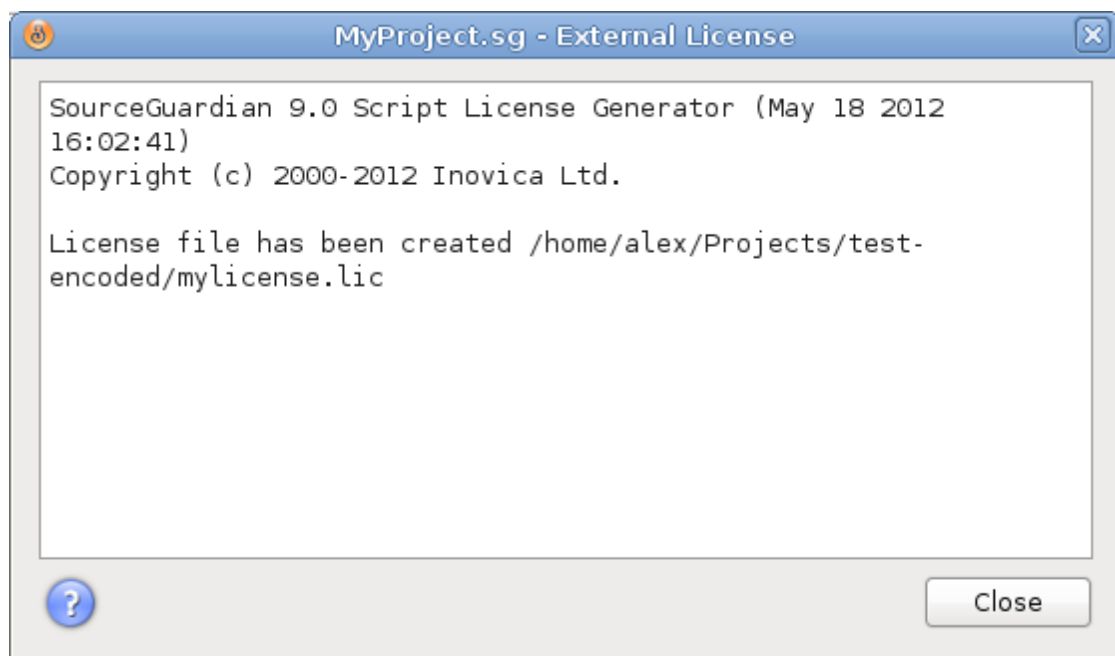 MyProject.sg - External License
SourceGuardian 9.0 Script License Generator (May 18 2012
16:02:41)
Copyright (c) 2000-2012 Inovica Ltd.
License file has been created /home/alex/Projects/test-
encoded/mylicense.lic
?
Close